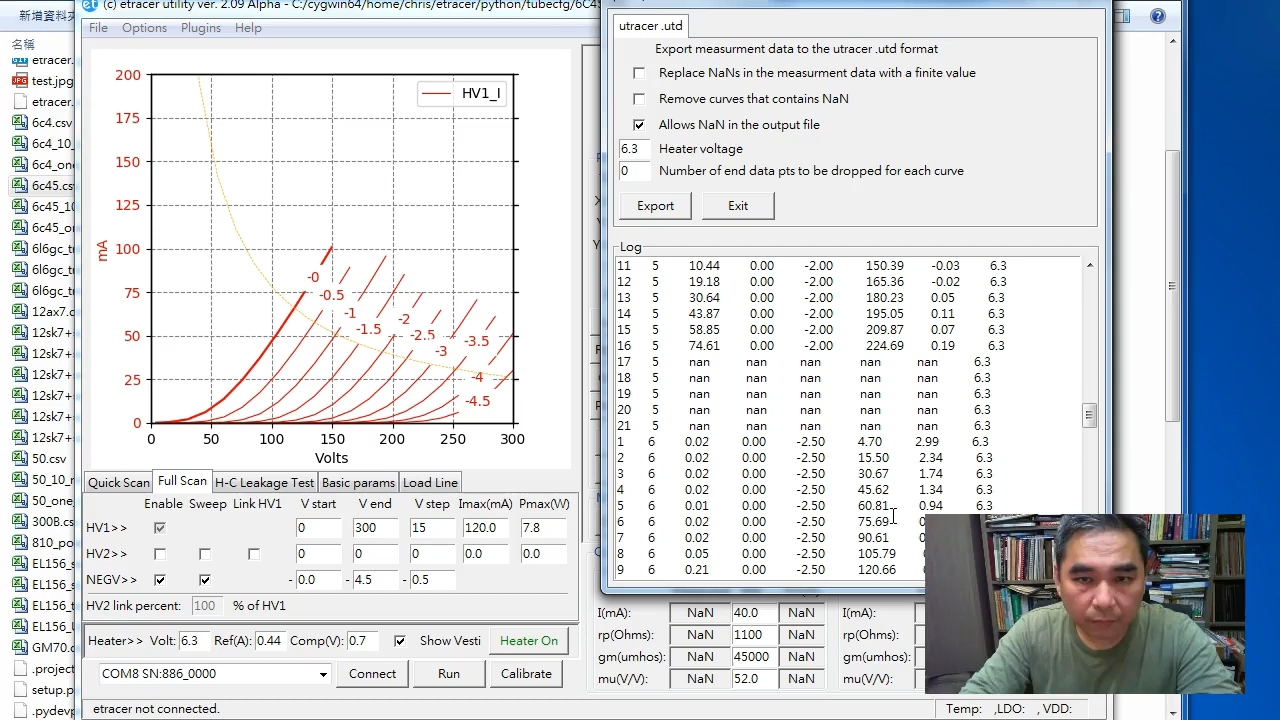 新增資料夾
名稱
etracer.
test.jpg
etracer.
6c4.csv
6c4_10_
6c4_one
6c45.cs
6c45_10
6c45_on
6l6gc_tr
6l6gc_tr
6l6gc_tr
12ax7.c
12sk7+
12sk7+
12sk7+
12sk7+
12sk7+
12sk7+
50.csv
50_10_r
50_one_
300B.cs
810_po
EL156_s
EL156_t
EL156_t
EL156_t
GM70.c
.project
setup.p
.pydevp
(c) etracer utility ver. 2.09 Alpha - C:/cygwin64/home/chris/etracer/python/tubecfg/6C45
File Options Plugins Help
200
175
150
125
100
75
50
25
0
mA
HV1_I
-0
-0.5
-1
-1.5
-2
-2.5
-3
-3.5
-4
-4.5
0 50 100 150 200 250 300
Volts
Quick Scan Full Scan H-C Leakage Test Basic params Load Line
Enable Sweep Link HV1 V start V end V step Imax(mA) Pmax(W)
HV1>> 0 300 15 120.0 7.8
HV2>> 0 0 0 0.0 0.0
NEGV>> - 0.0 - 4.5 - 0.5
HV2 link percent: 100 % of HV1
Heater>> Volt: 6.3 Ref(A): 0.44 Comp(V): 0.7 Show Vesti Heater On
COM8 SN:886_0000 Connect Run Calibrate
etracer not connected.
utracer .utd
Export measurment data to the utracer .utd format
Replace NaNs in the measurment data with a finite value
Remove curves that contains NaN
Allows NaN in the output file
6.3 Heater voltage
0 Number of end data pts to be dropped for each curve
Export Exit
Log
11 5 10.44 0.00 -2.00 150.39 -0.03 6.3
12 5 19.18 0.00 -2.00 165.36 -0.02 6.3
13 5 30.64 0.00 -2.00 180.23 0.05 6.3
14 5 43.87 0.00 -2.00 195.05 0.11 6.3
15 5 58.85 0.00 -2.00 209.87 0.07 6.3
16 5 74.61 0.00 -2.00 224.69 0.19 6.3
17 5 nan nan nan nan nan 6.3
18 5 nan nan nan nan nan 6.3
19 5 nan nan nan nan nan 6.3
20 5 nan nan nan nan nan 6.3
21 5 nan nan nan nan nan 6.3
1 6 0.02 0.00 -2.50 4.70 2.99 6.3
2 6 0.02 0.00 -2.50 15.50 2.34 6.3
3 6 0.02 0.00 -2.50 30.67 1.74 6.3
4 6 0.02 0.00 -2.50 45.62 1.34 6.3
5 6 0.01 0.00 -2.50 60.81 0.94 6.3
6 6 0.02 0.00 -2.50 75.69
7 6 0.02 0.00 -2.50 90.61
8 6 0.05 0.00 -2.50 105.79
9 6 0.21 0.00 -2.50 120.66
I(mA): NaN 40.0 NaN I(mA):
rp(Ohms): NaN 1100 NaN rp(Ohms):
gm(umhos): NaN 45000 NaN gm(umhos):
mu(V/V): NaN 52.0 NaN mu(V/V):
Temp: ,LDO: , VDD: